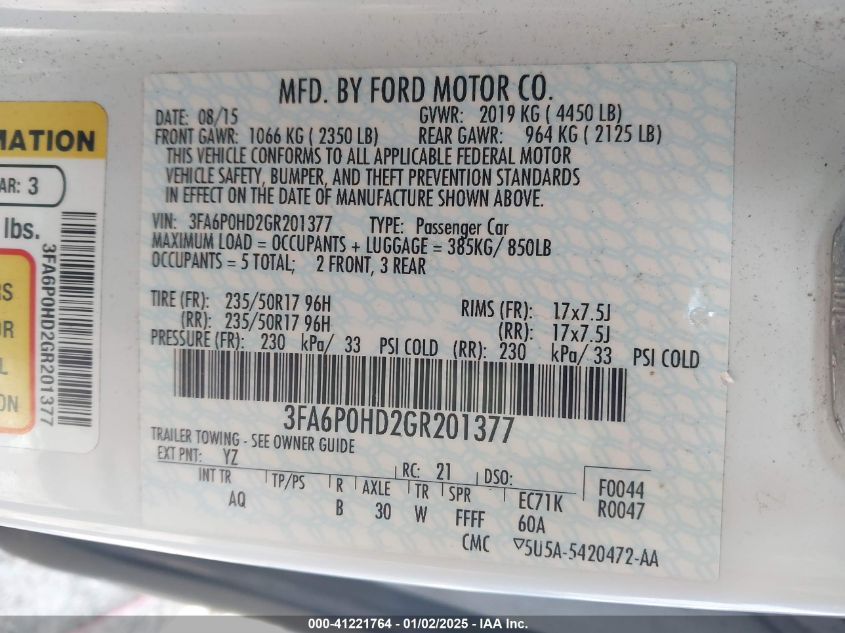 MFD. BY FORD MOTOR CO.
DATE: 08/15 GVWR: 2019 KG ( 4450 LB)
FRONT GAWR: 1066 KG ( 2350 LB) REAR GAWR: 964 KG ( 2125 LB)
THIS VEHICLE CONFORMS TO ALL APPLICABLE FEDERAL MOTOR
VEHICLE SAFETY, BUMPER, AND THEFT PREVENTION STANDARDS
IN EFFECT ON THE DATE OF MANUFACTURE SHOWN ABOVE.
VIN: 3FA6P0HD2GR201377 TYPE: Passenger Car
MAXIMUM LOAD = OCCUPANTS + LUGGAGE = 385KG/ 850LB
OCCUPANTS = 5 TOTAL; 2 FRONT, 3 REAR
TIRE (FR): 235/50R17 96H RIMS (FR): 17x7.5J
(RR): 235/50R17 96H (RR): 17x7.5J
PRESSURE (FR): 230 kPa/ 33 PSI COLD (RR): 230 kPa/ 33 PSI COLD
3FA6P0HD2GR201377
TRAILER TOWING - SEE OWNER GUIDE
EXT PNT: YZ RC: 21 DSO:
INT TR TP/PS R AXLE TR SPR EC71K F0044
AQ B 30 W FFFF 60A R0047
CMC ▽5U5A-5420472-AA
MATION
AR: 3
lbs.
3FA6P0HD2GR201377
RS
OR
L
ON
000-41221764 - 01/02/2025 - IAA Inc.